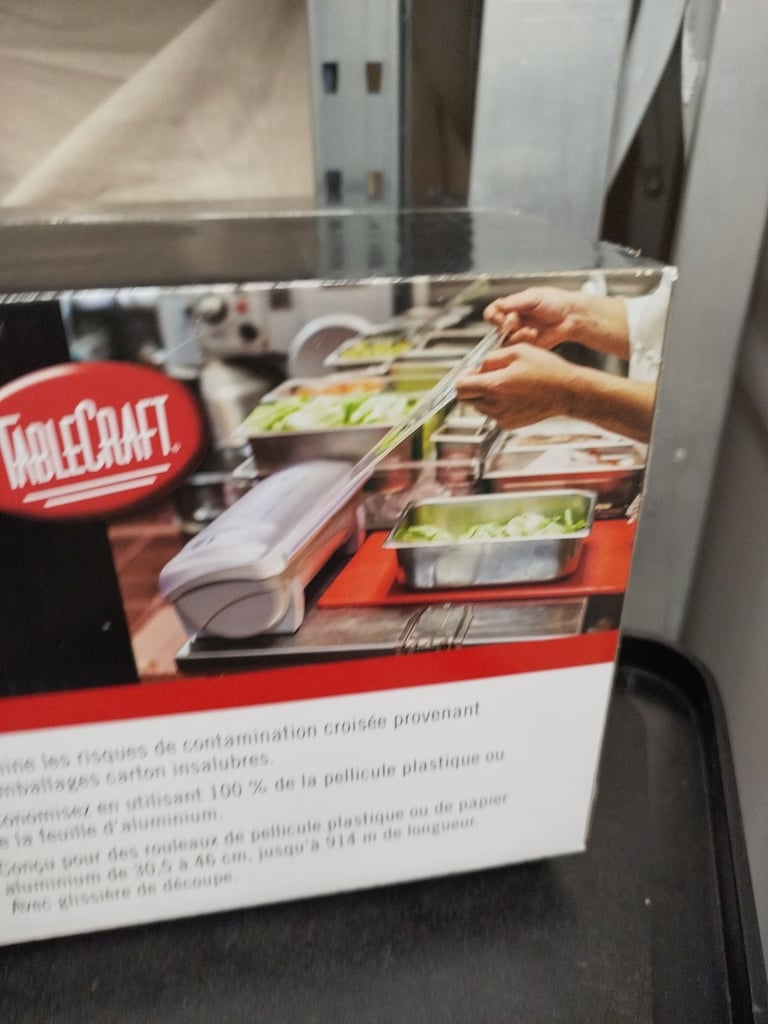 TABLECRAFT
les risques de contamination croisée provenant
emballages carton insalubres.
économisez en utilisant 100 % de la pellicule plastique ou
la feuille d'aluminium.
Conçu pour des rouleaux de pellicule plastique ou de papier
aluminium de 30,5 à 46 cm, jusqu'à 914 m de longueur.
Avec glissière de découpe.